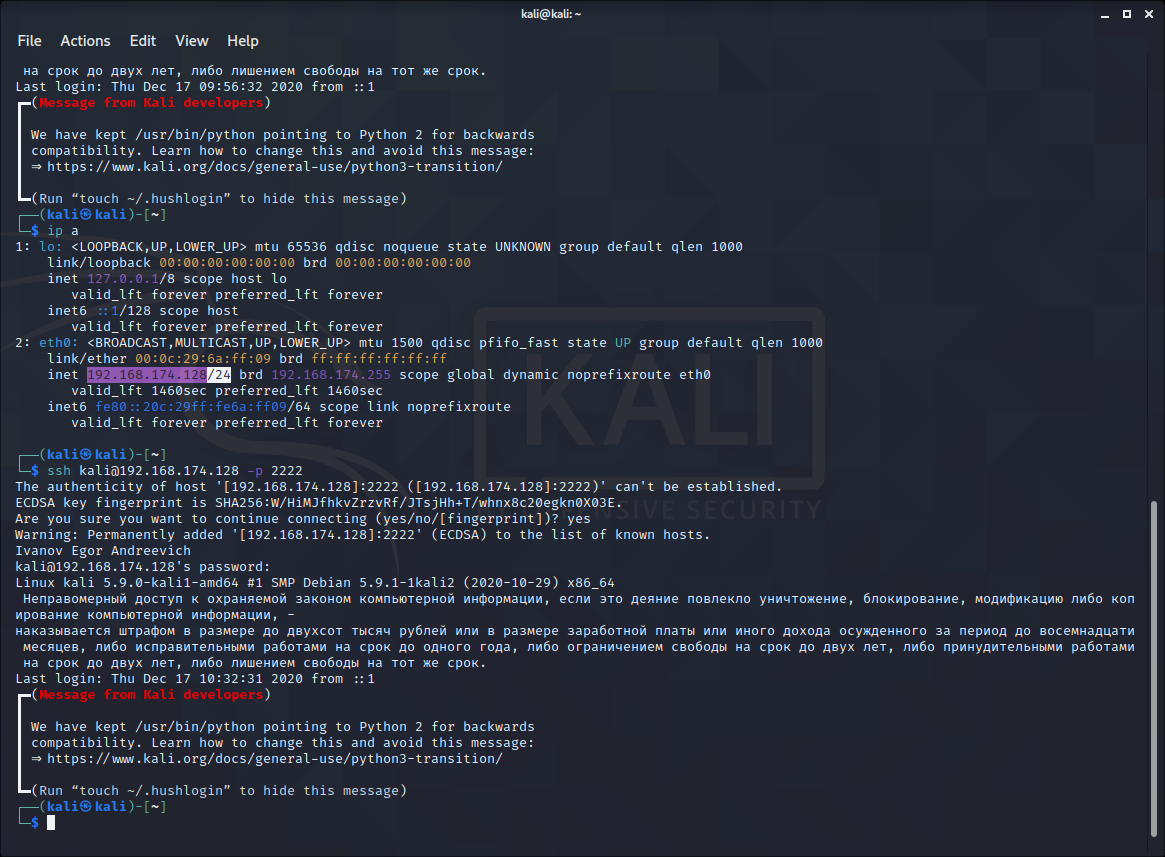 kali@kali: ~
File Actions Edit View Help
на срок до двух лет, либо лишением свободы на тот же срок.
Last login: Thu Dec 17 09:56:32 2020 from ::1
(Message from Kali developers)
We have kept /usr/bin/python pointing to Python 2 for backwards
compatibility. Learn how to change this and avoid this message:
⇒ https://www.kali.org/docs/general-use/python3-transition/
(Run “touch ~/.hushlogin” to hide this message)
┌──(kali㉿kali)-[~]
└─$ ip a
1: lo: <LOOPBACK,UP,LOWER_UP> mtu 65536 qdisc noqueue state UNKNOWN group default qlen 1000
link/loopback 00:00:00:00:00:00 brd 00:00:00:00:00:00
inet 127.0.0.1/8 scope host lo
valid_lft forever preferred_lft forever
inet6 ::1/128 scope host
valid_lft forever preferred_lft forever
2: eth0: <BROADCAST,MULTICAST,UP,LOWER_UP> mtu 1500 qdisc pfifo_fast state UP group default qlen 1000
link/ether 00:0c:29:6a:ff:09 brd ff:ff:ff:ff:ff:ff
inet 192.168.174.128/24 brd 192.168.174.255 scope global dynamic noprefixroute eth0
valid_lft 1460sec preferred_lft 1460sec
inet6 fe80::20c:29ff:fe6a:ff09/64 scope link noprefixroute
valid_lft forever preferred_lft forever
┌──(kali㉿kali)-[~]
└─$ ssh kali@192.168.174.128 -p 2222
The authenticity of host '[192.168.174.128]:2222 ([192.168.174.128]:2222)' can't be established.
ECDSA key fingerprint is SHA256:W/HiMJfhkvZrzvRf/JTsjHh+T/whnx8c20egkn0X03E.
Are you sure you want to continue connecting (yes/no/[fingerprint])? yes
Warning: Permanently added '[192.168.174.128]:2222' (ECDSA) to the list of known hosts.
Ivanov Egor Andreevich
kali@192.168.174.128's password:
Linux kali 5.9.0-kali1-amd64 #1 SMP Debian 5.9.1-1kali2 (2020-10-29) x86_64
Неправомерный доступ к охраняемой законом компьютерной информации, если это деяние повлекло уничтожение, блокирование, модификацию либо коп
ирование компьютерной информации, -
наказывается штрафом в размере до двухсот тысяч рублей или в размере заработной платы или иного дохода осужденного за период до восемнадцати
месяцев, либо исправительными работами на срок до одного года, либо ограничением свободы на срок до двух лет, либо принудительными работами
на срок до двух лет, либо лишением свободы на тот же срок.
Last login: Thu Dec 17 10:32:31 2020 from ::1
(Message from Kali developers)
We have kept /usr/bin/python pointing to Python 2 for backwards
compatibility. Learn how to change this and avoid this message:
⇒ https://www.kali.org/docs/general-use/python3-transition/
(Run “touch ~/.hushlogin” to hide this message)
┌──(kali㉿kali)-[~]
└─$
KALI
SECURITY